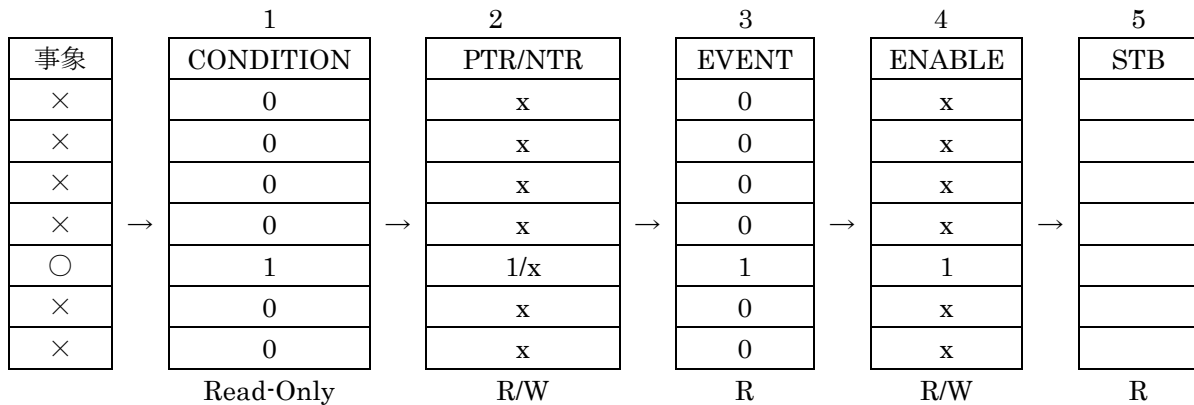 1 2 3 4 5
事象 CONDITION PTR/NTR EVENT ENABLE STB
× 0 x 0 x
× 0 x 0 x
× 0 x 0 x
× → 0 → x → 0 → x →
○ 1 1/x 1 1
× 0 x 0 x
× 0 x 0 x
Read-Only R/W R R/W R